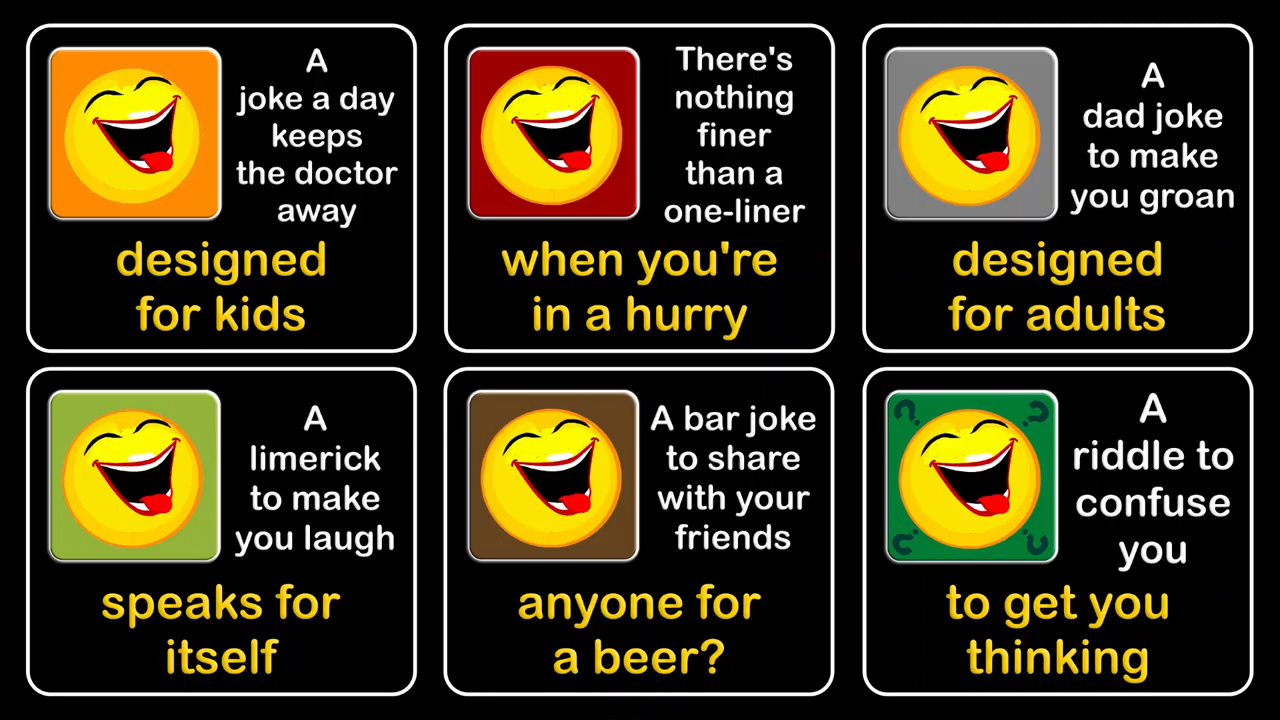 A
joke a day
keeps
the doctor
away
designed
for kids
There's
nothing
finer
than a
one-liner
when you're
in a hurry
A
dad joke
to make
you groan
designed
for adults
A
limerick
to make
you laugh
speaks for
itself
A bar joke
to share
with your
friends
anyone for
a beer?
? ?
? ?
A
riddle to
confuse
you
to get you
thinking